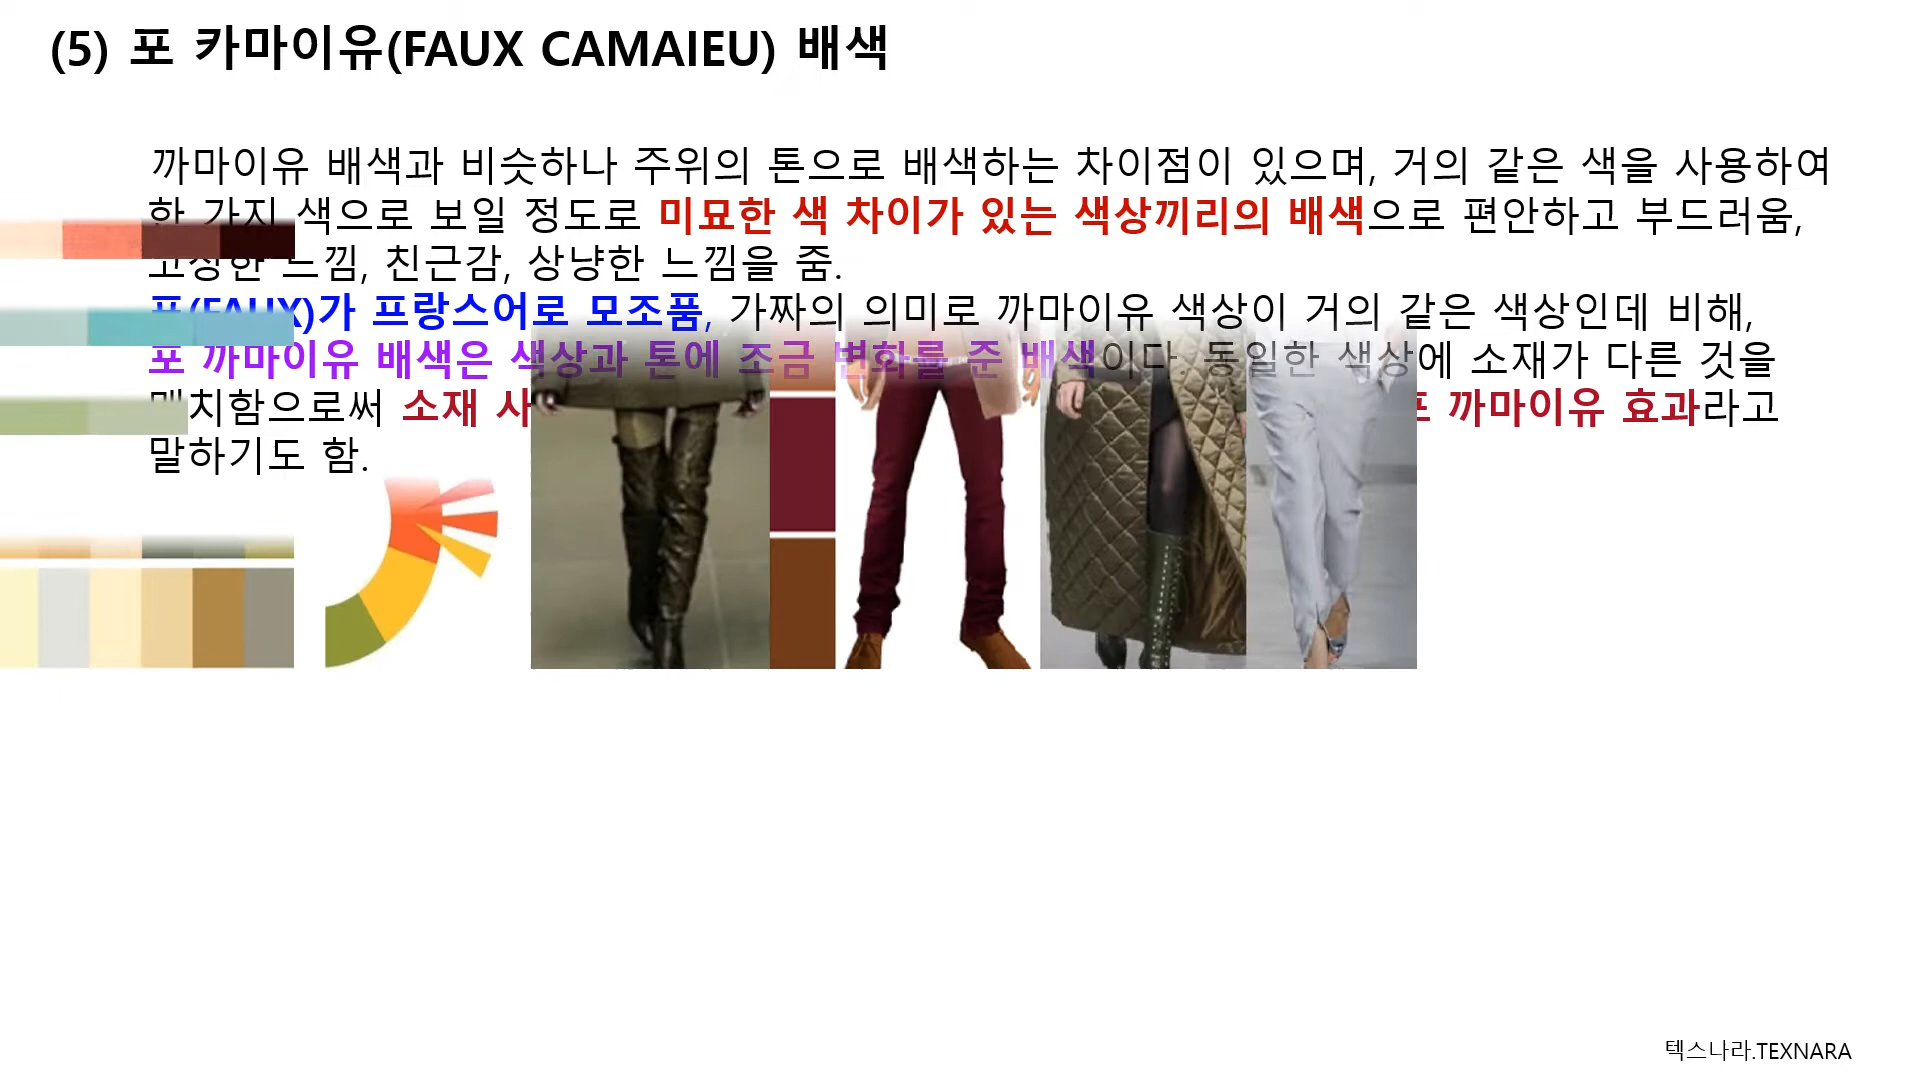 (5) 포 카마이유(FAUX CAMAIEU) 배색
까마이유 배색과 비슷하나 주위의 톤으로 배색하는 차이점이 있으며, 거의 같은 색을 사용하여
한 가지 색으로 보일 정도로 미묘한 색 차이가 있는 색상끼리의 배색으로 편안하고 부드러움,
고상한 느낌, 친근감, 상냥한 느낌을 줌.
포(FAUX)가 프랑스어로 모조품, 가짜의 의미로 까마이유 색상이 거의 같은 색상인데 비해,
포 까마이유 배색은 색상과 톤에 조금 변화를 준 배색이다. 동일한 색상에 소재가 다른 것을
매치함으로써 소재 사 까마이유 효과라고
말하기도 함.
텍스나라.TEXNARA